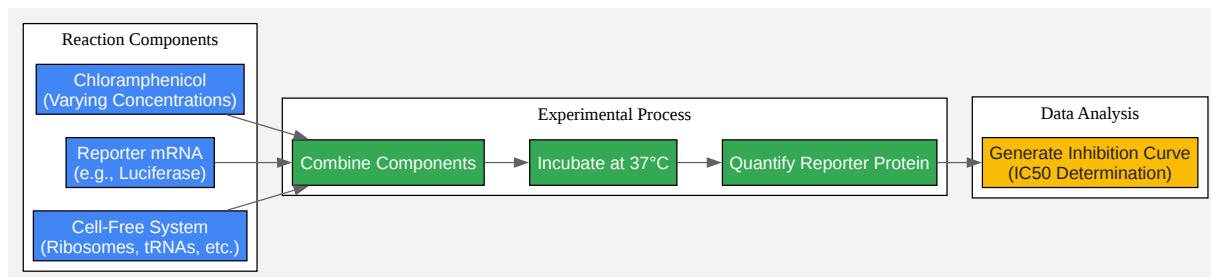 Reaction Components
Chloramphenicol
(Varying Concentrations)
Reporter mRNA
(e.g., Luciferase)
Cell-Free System
(Ribosomes, tRNAs, etc.)
Experimental Process
Combine Components
Incubate at 37°C
Quantify Reporter Protein
Data Analysis
Generate Inhibition Curve
(IC50 Determination)